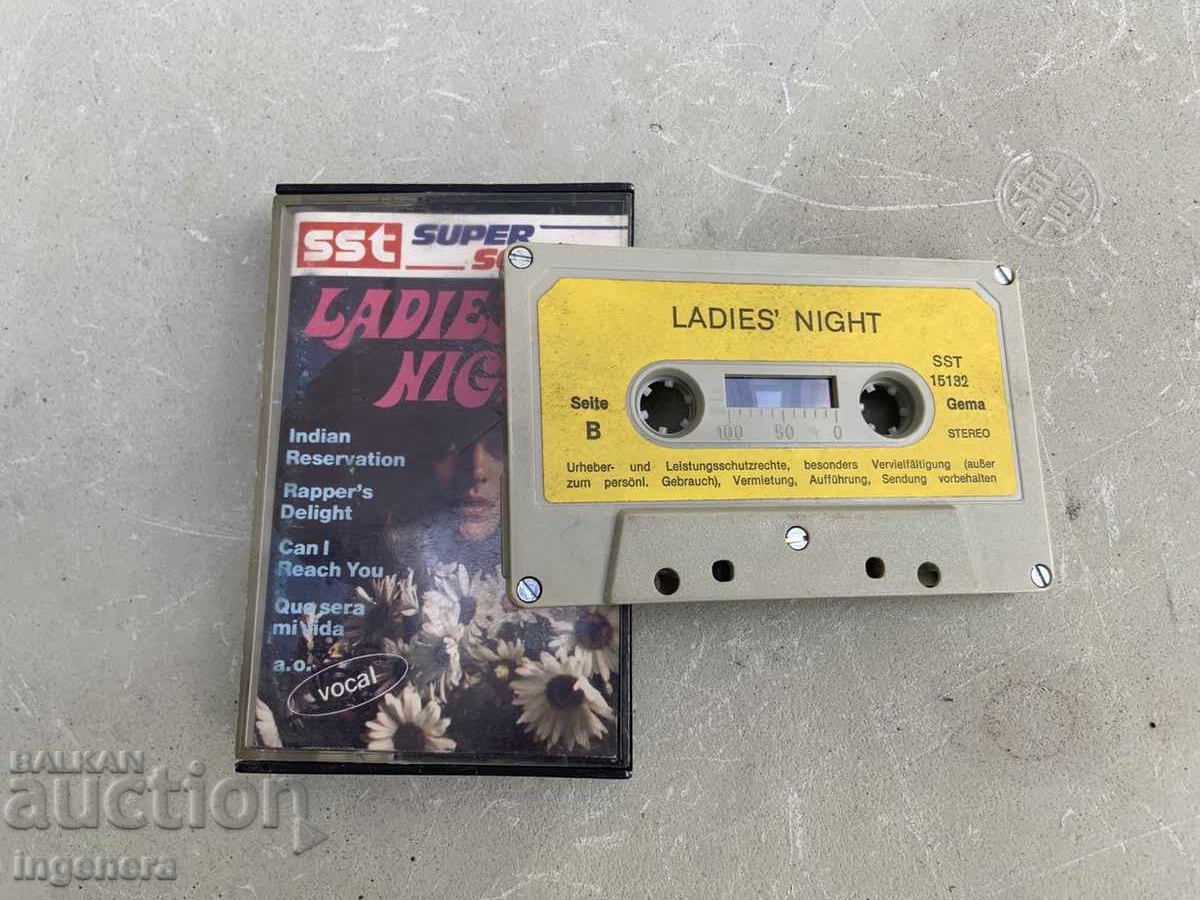 sst SUPER
LADIES
NIG
Indian
Reservation
Rapper's
Delight
Can I
Reach You
Que sera
mi vida
a.o.
vocal
LADIES' NIGHT
SST
15132
Seite
B
Gema
STEREO
100 50 0
Urheber- und Leistungsschutzrechte, besonders Vervielfältigung (außer
zum persönl. Gebrauch), Vermietung, Aufführung, Sendung vorbehalten
BALKAN
auction
ingenera